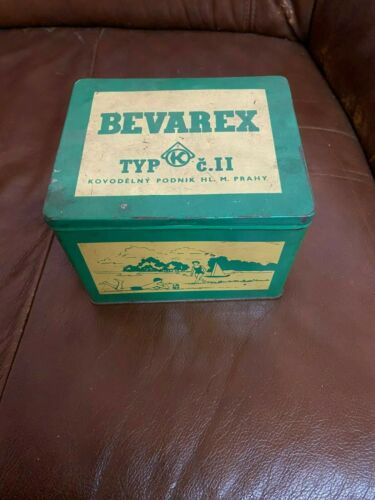 BEVAREX
TYP K č.II
KOVODĚLNÝ PODNIK HL. M. PRAHY